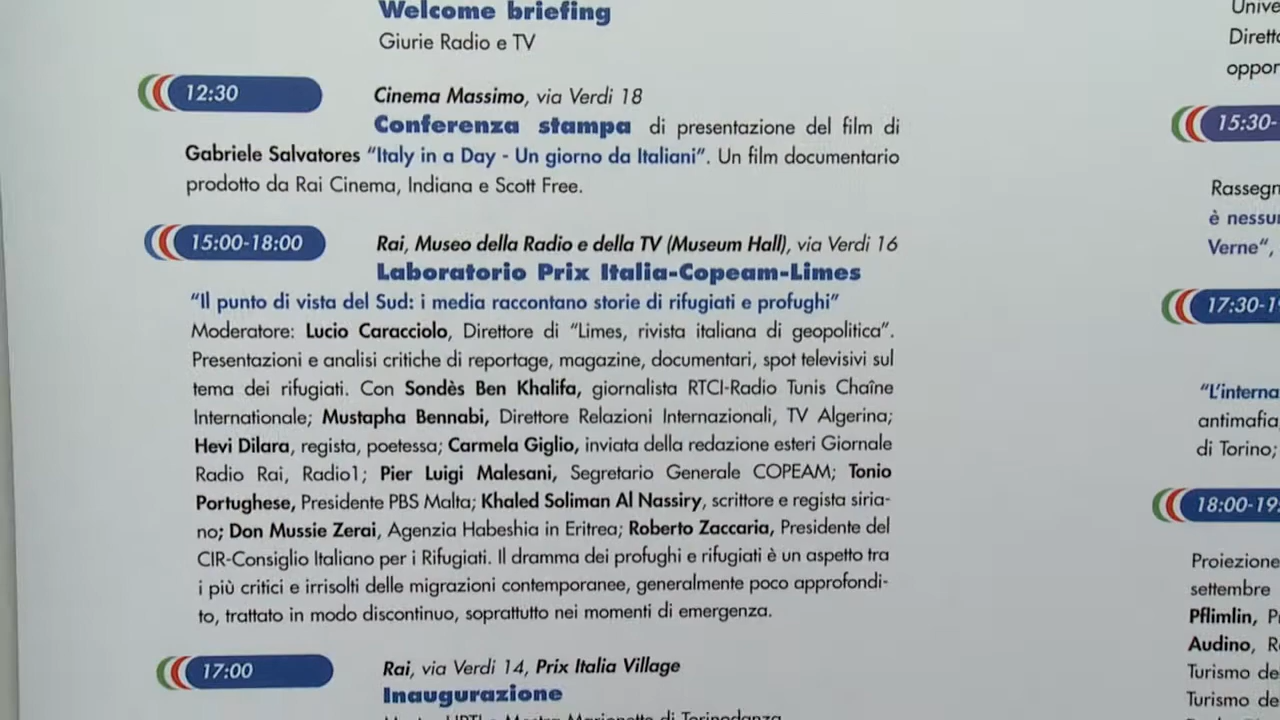 Welcome briefing
Giurie Radio e TV
12:30
Cinema Massimo, via Verdi 18
Conferenza stampa di presentazione del film di
Gabriele Salvatores “Italy in a Day - Un giorno da Italiani”. Un film documentario
prodotto da Rai Cinema, Indiana e Scott Free.
15:00-18:00
Rai, Museo della Radio e della TV (Museum Hall), via Verdi 16
Laboratorio Prix Italia-Copeam-Limes
“Il punto di vista del Sud: i media raccontano storie di rifugiati e profughi”
Moderatore: Lucio Caracciolo, Direttore di “Limes, rivista italiana di geopolitica”.
Presentazioni e analisi critiche di reportage, magazine, documentari, spot televisivi sul
tema dei rifugiati. Con Sondès Ben Khalifa, giornalista RTCI-Radio Tunis Chaîne
Internationale; Mustapha Bennabi, Direttore Relazioni Internazionali, TV Algerina;
Hevi Dilara, regista, poetessa; Carmela Giglio, inviata della redazione esteri Giornale
Radio Rai, Radio1; Pier Luigi Malesani, Segretario Generale COPEAM; Tonio
Portughese, Presidente PBS Malta; Khaled Soliman Al Nassiry, scrittore e regista siria-
no; Don Mussie Zerai, Agenzia Habeshia in Eritrea; Roberto Zaccaria, Presidente del
CIR-Consiglio Italiano per i Rifugiati. Il dramma dei profughi e rifugiati è un aspetto tra
i più critici e irrisolti delle migrazioni contemporanee, generalmente poco approfondi-
to, trattato in modo discontinuo, soprattutto nei momenti di emergenza.
17:00
Rai, via Verdi 14, Prix Italia Village
Inaugurazione
Unive
Diretto
oppor
15:30-
Rassegn
è nessu
Verne”,
17:30-1
“L’interna
antimafia,
di Torino;
18:00-19:
Proiezione
settembre
Pflimlin, P
Audino, R
Turismo de
Turismo de